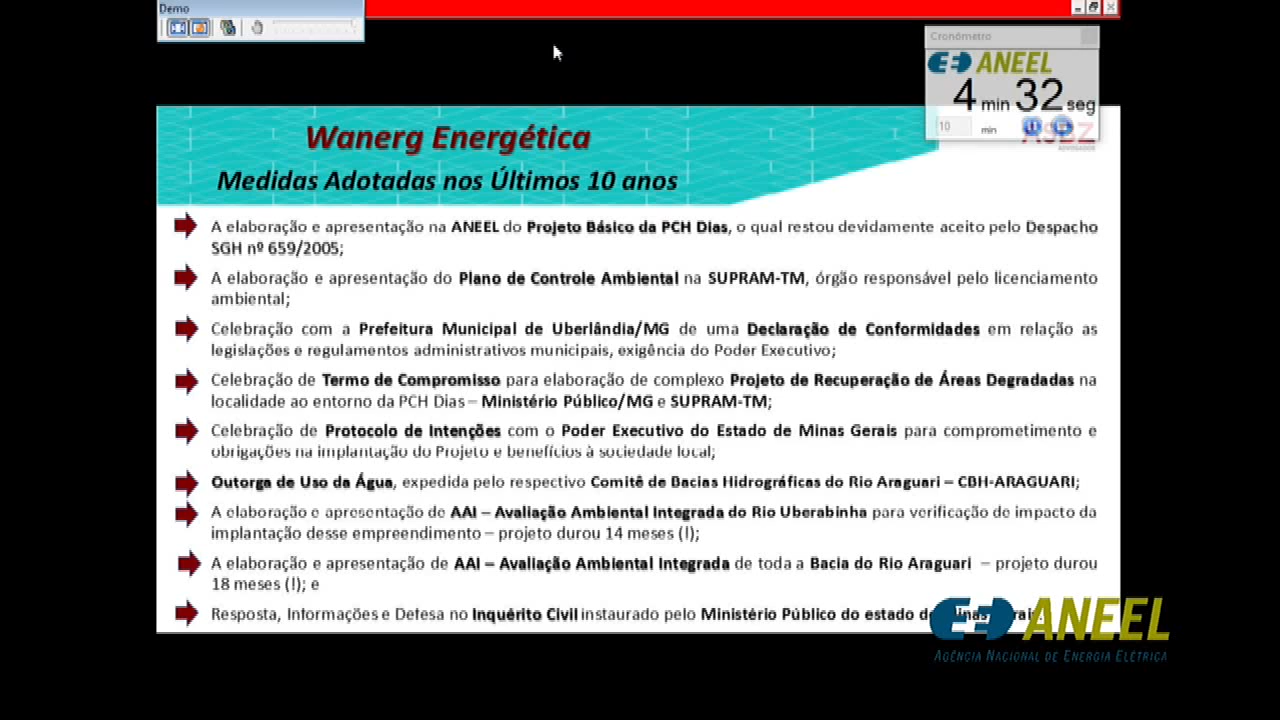 Demo
Cronômetro
ANEEL
4 min 32 seg
10 min
ASBZ
ADVOGADOS
Wanerg Energética
Medidas Adotadas nos Últimos 10 anos
A elaboração e apresentação na ANEEL do Projeto Básico da PCH Dias, o qual restou devidamente aceito pelo Despacho
SGH nº 659/2005;
A elaboração e apresentação do Plano de Controle Ambiental na SUPRAM-TM, órgão responsável pelo licenciamento
ambiental;
Celebração com a Prefeitura Municipal de Uberlândia/MG de uma Declaração de Conformidades em relação as
legislações e regulamentos administrativos municipais, exigência do Poder Executivo;
Celebração de Termo de Compromisso para elaboração de complexo Projeto de Recuperação de Áreas Degradadas na
localidade ao entorno da PCH Dias – Ministério Público/MG e SUPRAM-TM;
Celebração de Protocolo de Intenções com o Poder Executivo do Estado de Minas Gerais para comprometimento e
obrigações na implantação do Projeto e benefícios à sociedade local;
Outorga de Uso da Água, expedida pelo respectivo Comitê de Bacias Hidrográficas do Rio Araguari – CBH-ARAGUARI;
A elaboração e apresentação de AAI – Avaliação Ambiental Integrada do Rio Uberabinha para verificação de impacto da
implantação desse empreendimento – projeto durou 14 meses (!);
A elaboração e apresentação de AAI – Avaliação Ambiental Integrada de toda a Bacia do Rio Araguari – projeto durou
18 meses (!); e
Resposta, Informações e Defesa no Inquérito Civil instaurado pelo Ministério Público do estado de Minas Gerais.
ANEEL
AGÊNCIA NACIONAL DE ENERGIA ELÉTRICA